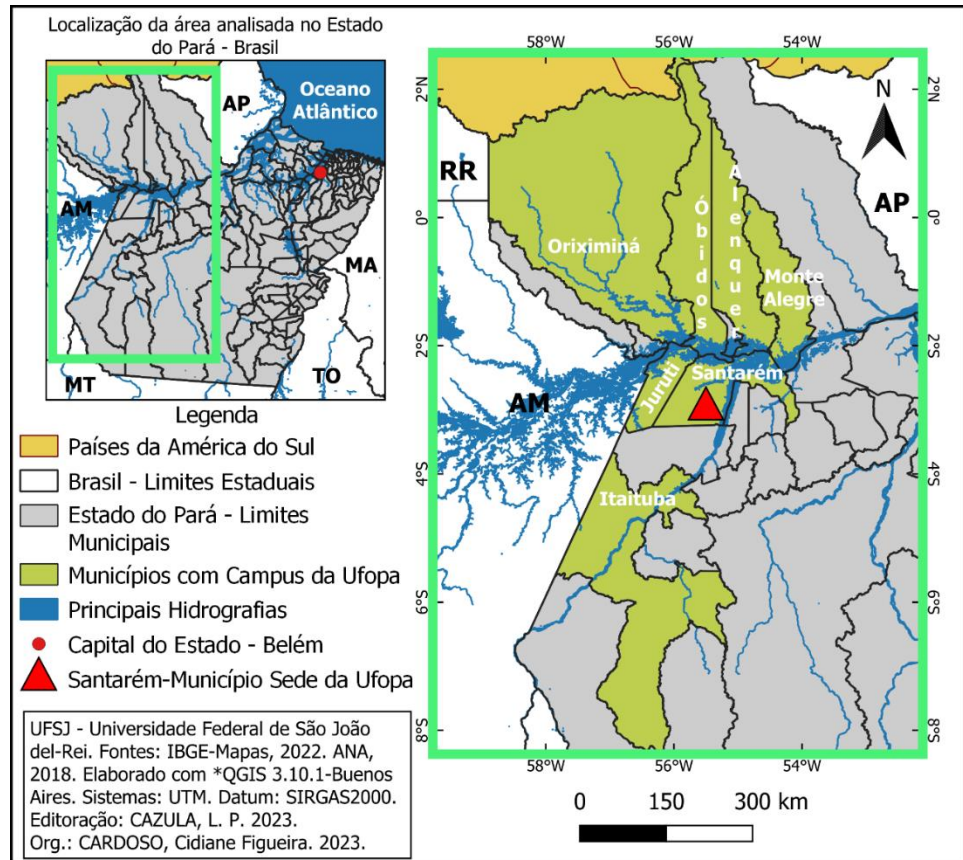 Localização da área analisada no Estado
do Pará - Brasil
AP
Oceano
Atlântico
AM
MA
MT
TO
Legenda
Países da América do Sul
Brasil - Limites Estaduais
Estado do Pará - Limites
Municipais
Municípios com Campus da Ufopa
Principais Hidrografias
Capital do Estado - Belém
Santarém-Município Sede da Ufopa
UFSJ - Universidade Federal de São João
del-Rei. Fontes: IBGE-Mapas, 2022. ANA,
2018. Elaborado com *QGIS 3.10.1-Buenos
Aires. Sistemas: UTM. Datum: SIRGAS2000.
Editoração: CAZULA, L. P. 2023.
Org.: CARDOSO, Cidiane Figueira. 2023.
58°W 56°W 54°W
2°N 2°N
N
RR
AP
0° 0°
Oriximiná
Óbidos
Alenquer
Monte
Alegre
2°S 2°S
Juruti
Santarém
AM
4°S 4°S
Itaituba
6°S 6°S
8°S 8°S
58°W 56°W 54°W
0 150 300 km